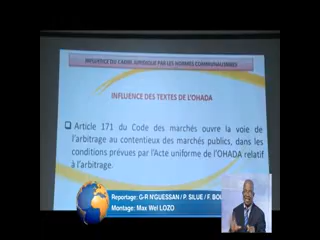 INFLUENCE DU CADRE JURIDIQUE PAR LES NORMES COMMUNAUTAIRES
INFLUENCE DES TEXTES DE L'OHADA
Article 171 du Code des marchés ouvre la voie de
l'arbitrage au contentieux des marchés publics, dans les
conditions prévues par l'Acte uniforme de l'OHADA relatif
à l'arbitrage.
Reportage: G-R N'GUESSAN / P. SILUE / F.
Montage: Max Wel LOZO